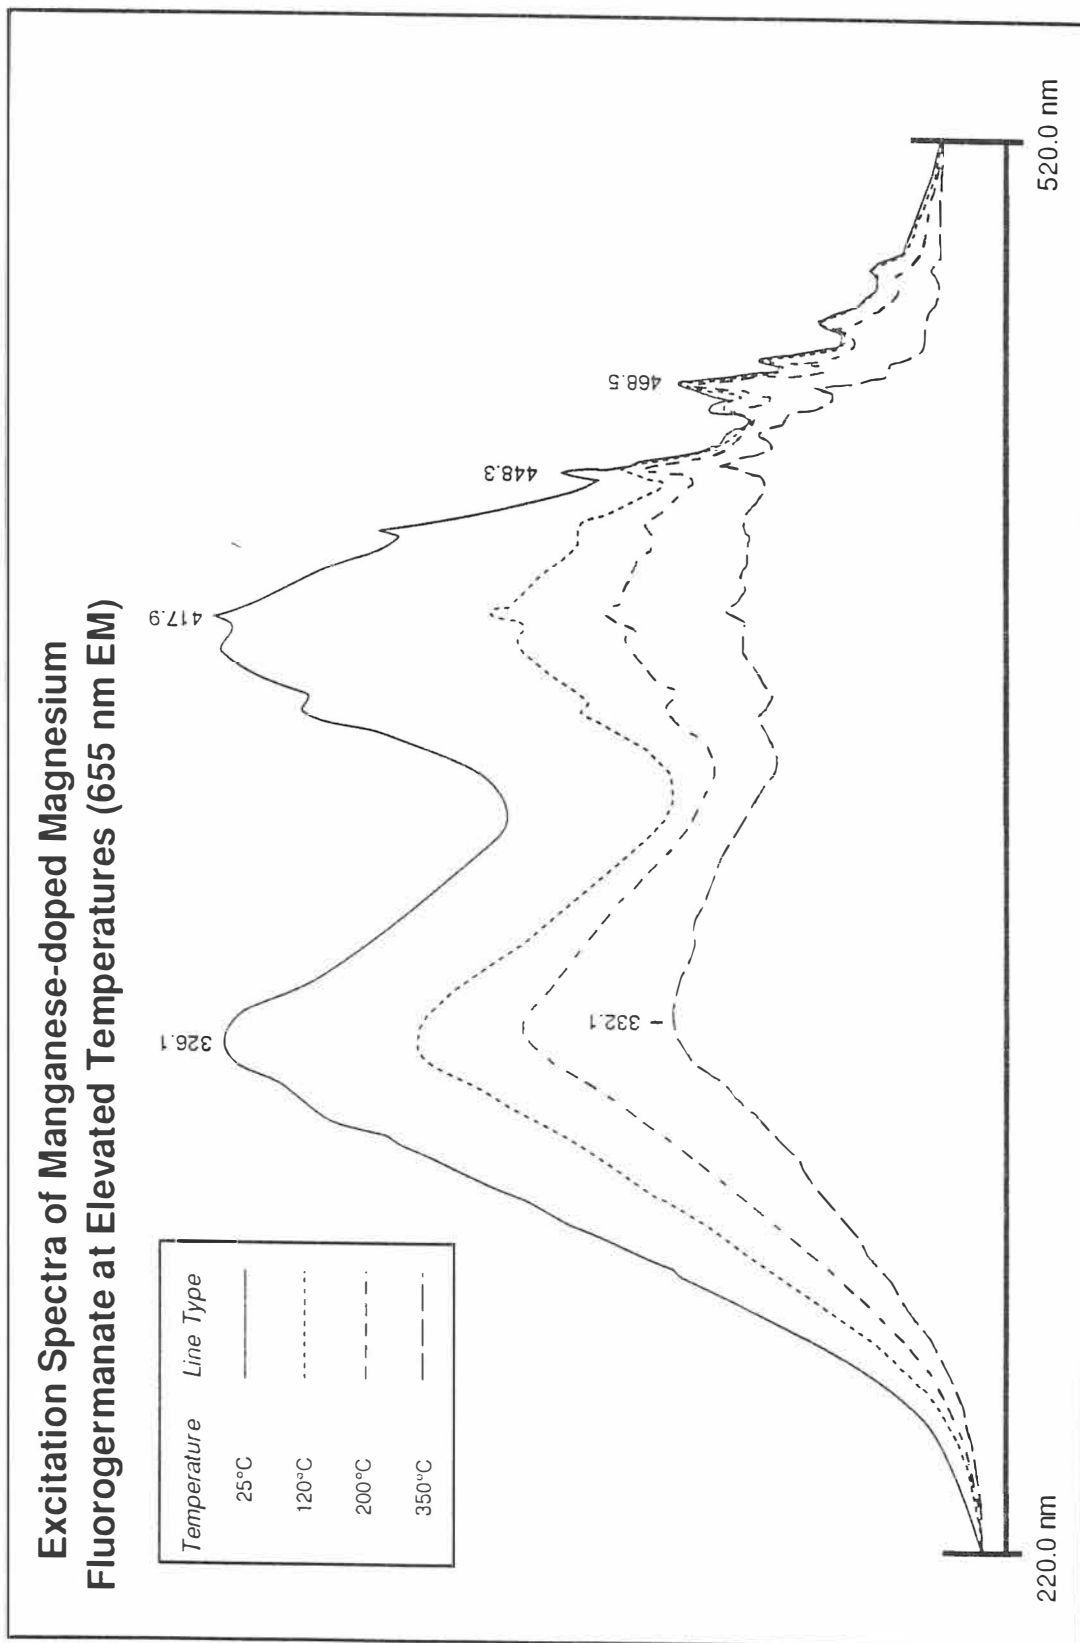 Excitation Spectra of Manganese-doped Magnesium
Fluorogermanate at Elevated Temperatures (655 nm EM)
Temperature Line Type
25°C
120°C
200°C
350°C
326.1
417.9
448.3
468.5
332.1
220.0 nm 520.0 nm